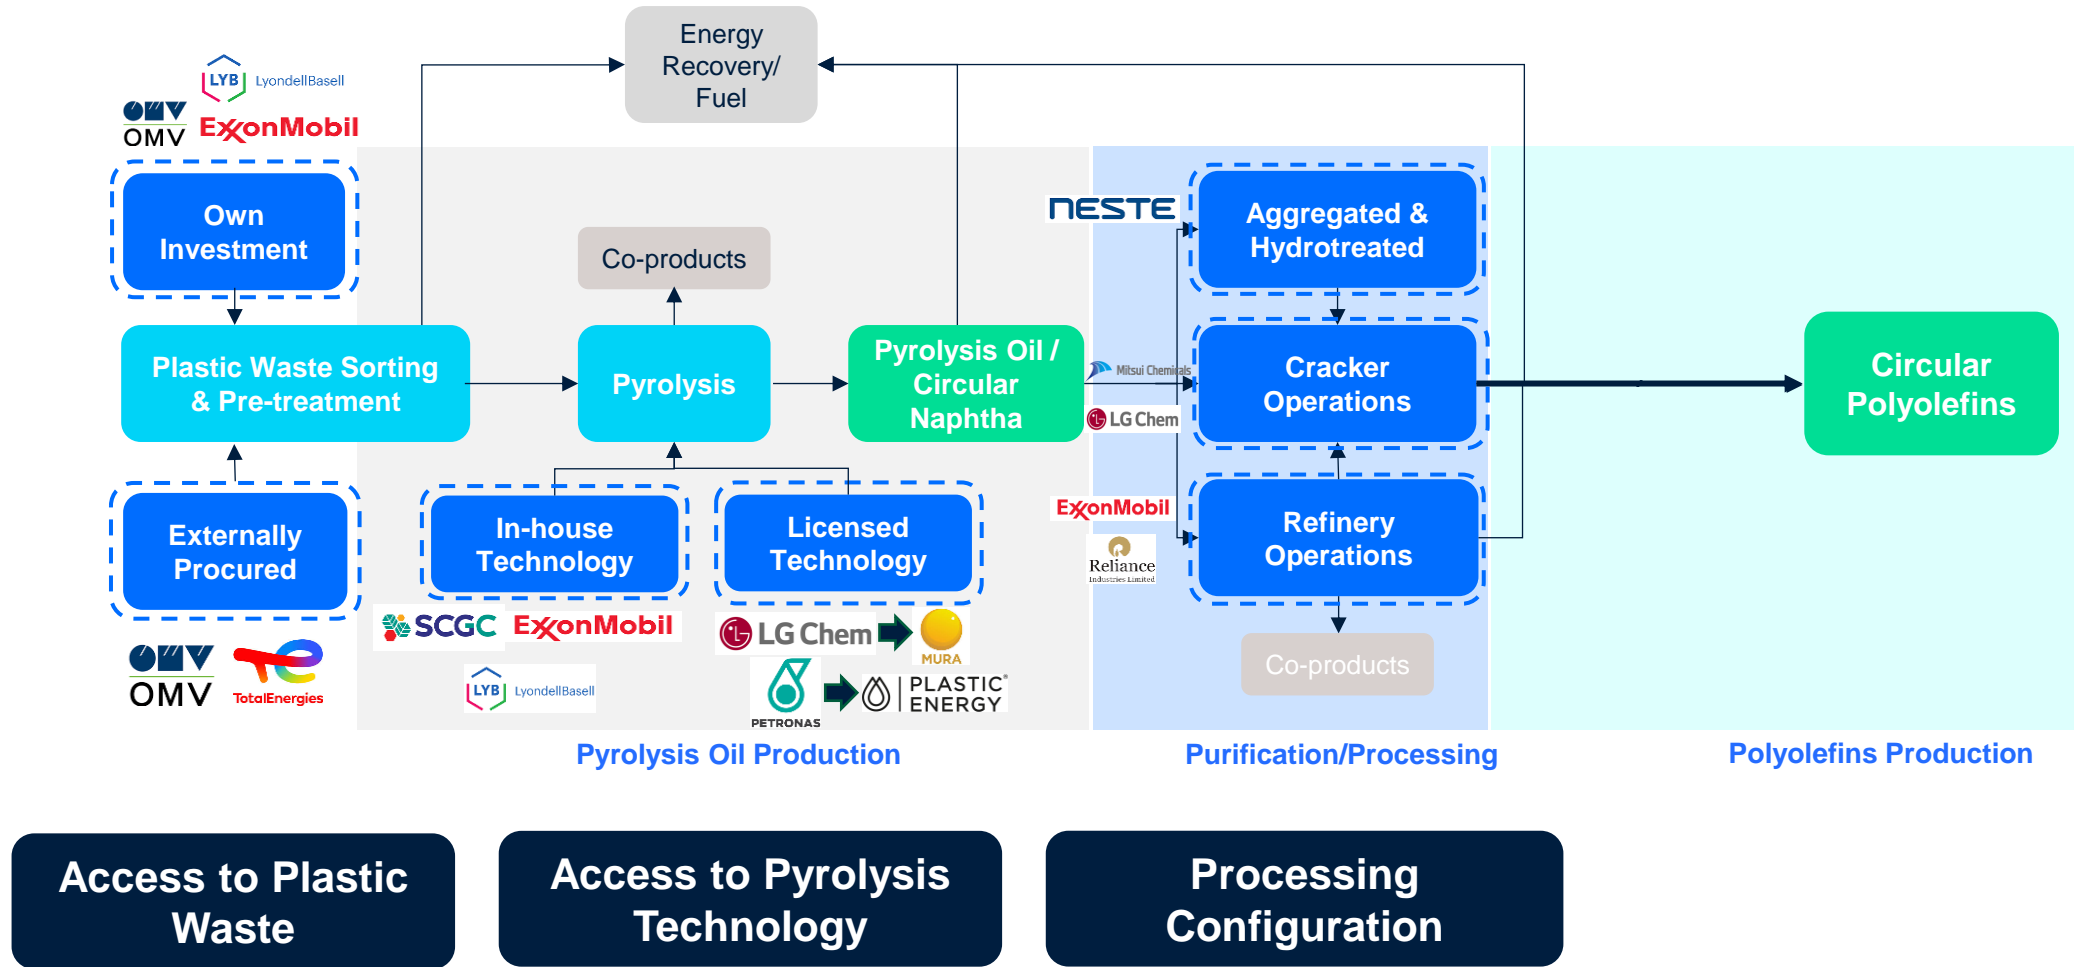 Energy
Recovery/
Fuel
LYB
LyondellBasell
OMV
ExxonMobil
Own
Investment
Co-products
NESTE
Aggregated &
Hydrotreated
Plastic Waste Sorting
& Pre-treatment
Pyrolysis
Pyrolysis Oil /
Circular
Naphtha
Mitsui Chemicals
LG Chem
Cracker
Operations
Circular
Polyolefins
Externally
Procured
In-house
Technology
Licensed
Technology
ExxonMobil
Reliance
Industries Limited
Refinery
Operations
OMV
TotalEnergies
SCGC
ExxonMobil
LYB
LyondellBasell
LG Chem
MURA
PETRONAS
PLASTIC
ENERGY
Co-products
Pyrolysis Oil Production
Purification/Processing
Polyolefins Production
Access to Plastic
Waste
Access to Pyrolysis
Technology
Processing
Configuration